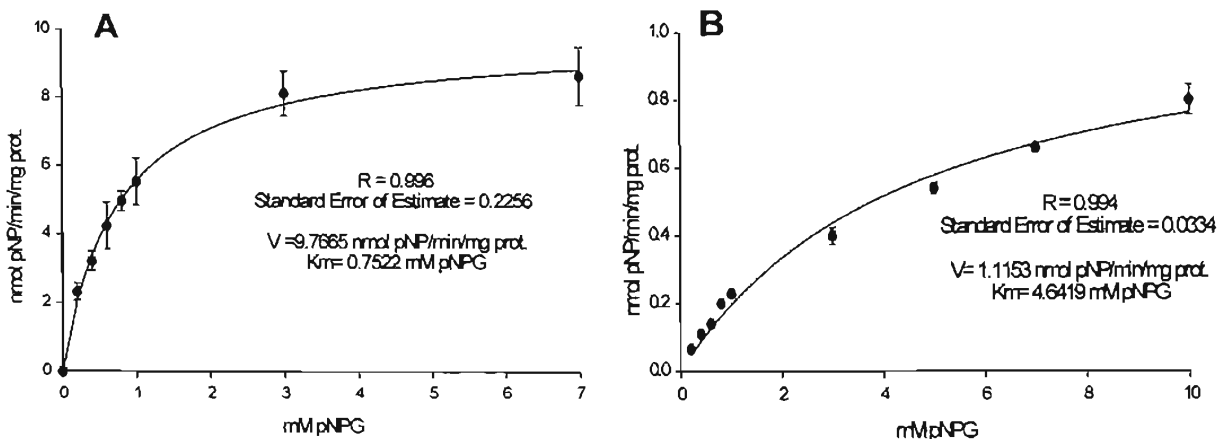 A
10
8
6
4
2
0
nmol pNP/min/mg prot.
R = 0.996
Standard Error of Estimate = 0.2256
V =9.7665 nmol pNP/min/mg prot.
Km= 0.7522 mM pNPG
0 1 2 3 4 5 6 7
mM pNPG
B
1.0
0.8
0.6
0.4
0.2
0.0
nmol pNP/min/mg prot.
R = 0.994
Standard Error of Estimate = 0.0334
V= 1.1153 nmol pNP/min/mg prot.
Km= 4.6419 mM pNPG
0 2 4 6 8 10
mM pNPG